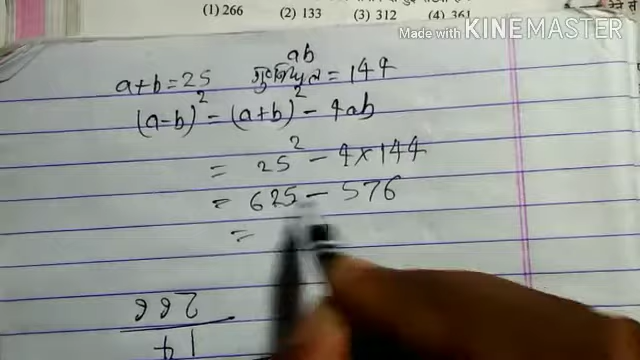 (1) 266 (2) 133 (3) 312 (4) 361
Made with KINEMASTER
ab
a+b=25 = 144
(a-b)² = (a+b)² - 4ab
= 25² - 4×144
= 625 - 576
=